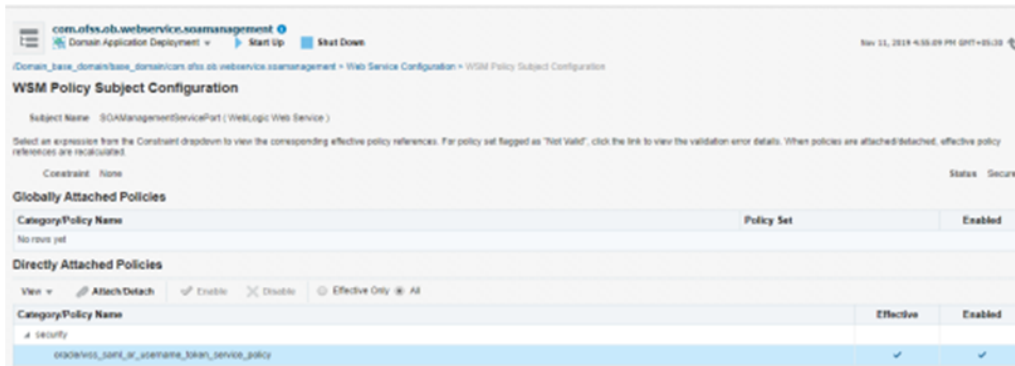 com.ofss.ob.webservice.soamanagement
Domain Application Deployment Start Up Shut Down
Nov 11, 2019 4:55:09 PM GMT+05:30
/Domain_base_domain/base_domain/com.ofss.ob.webservice.soamanagement > Web Service Configuration > WSM Policy Subject Configuration
WSM Policy Subject Configuration
Subject Name SOAManagementServicePort ( WebLogic Web Service )
Select an expression from the Constraint dropdown to view the corresponding effective policy references. For policy set flagged as "Not Valid", click the link to view the validation error details. When policies are attached/detached, effective policy
references are recalculated.
Constraint None Status Secure
Globally Attached Policies
Category/Policy Name Policy Set Enabled
No rows yet
Directly Attached Policies
View Attach/Detach Enable Disable Effective Only All
Category/Policy Name Effective Enabled
security
oracle/wss_saml_or_username_token_service_policy